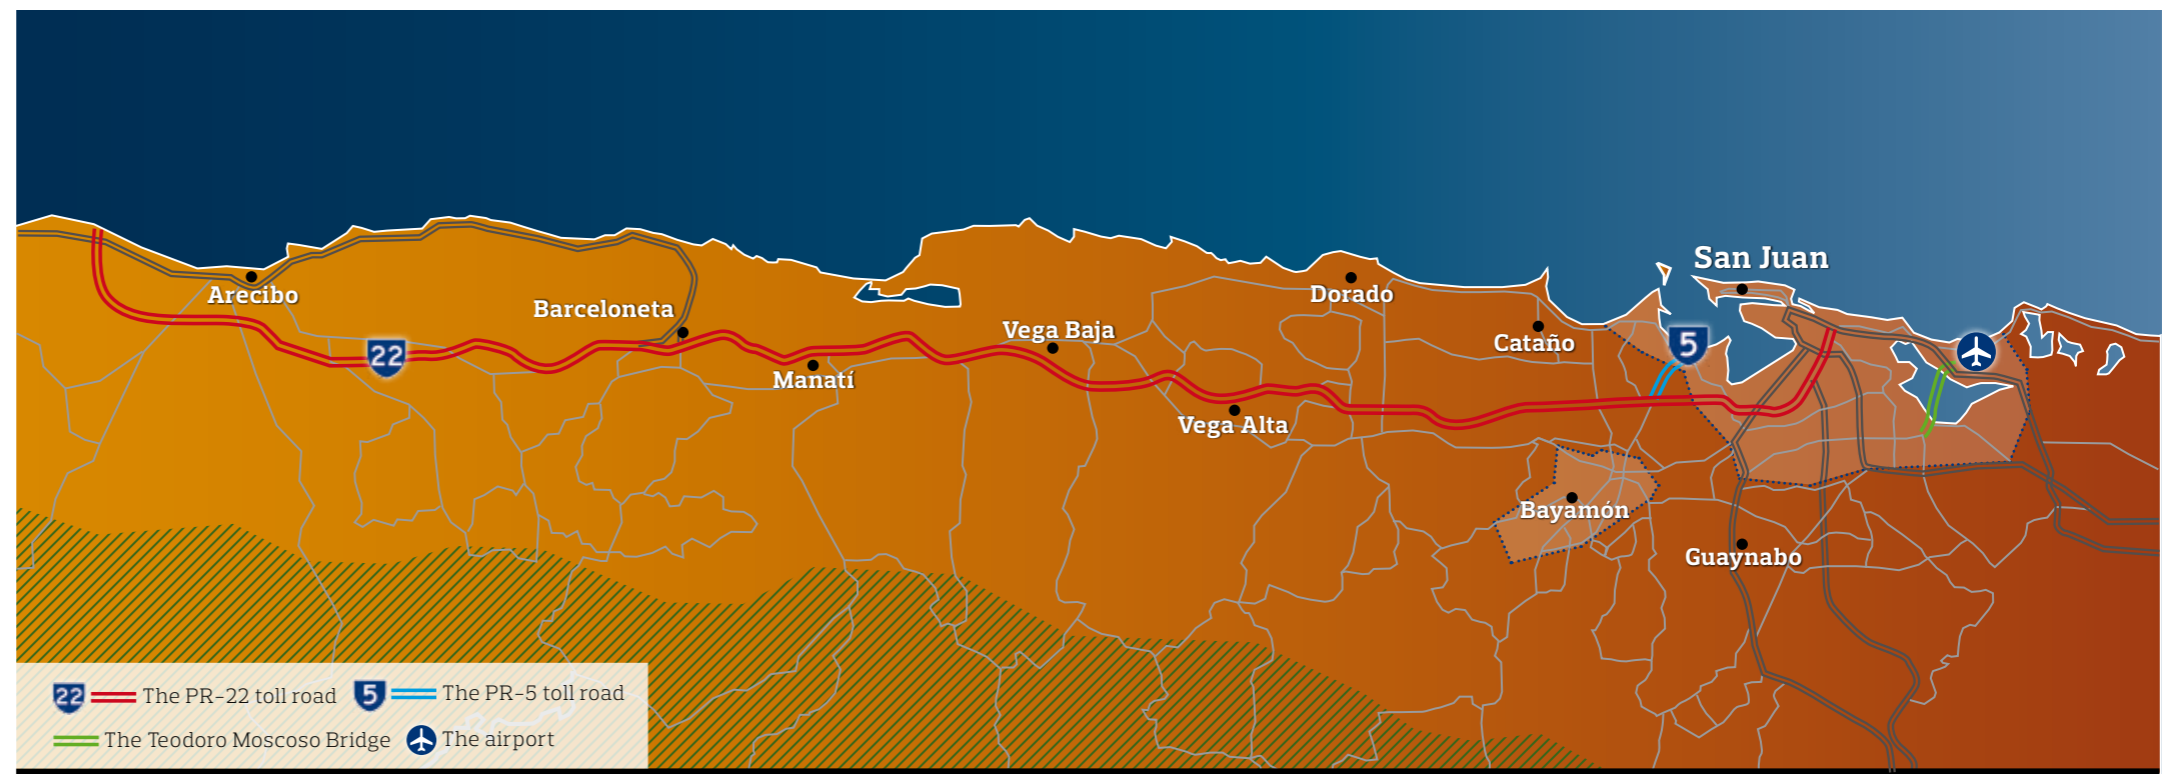 San Juan
Arecibo
Barceloneta
Dorado
Vega Baja
Cataño
5
22
Manatí
Vega Alta
Bayamón
Guaynabo
22 The PR-22 toll road
5 The PR-5 toll road
The Teodoro Moscoso Bridge
The airport